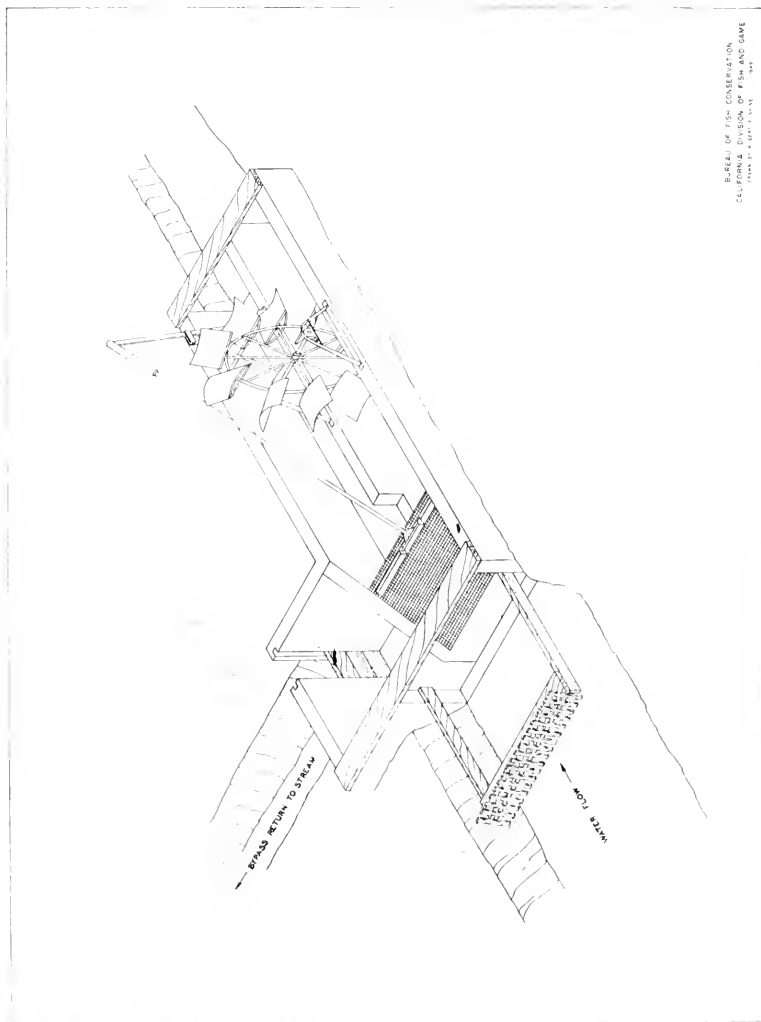 BUREAU OF FISH CONSERVATION
CALIFORNIA DIVISION OF FISH AND GAME
BYPASS RETURN TO STREAM
WATER FLOW